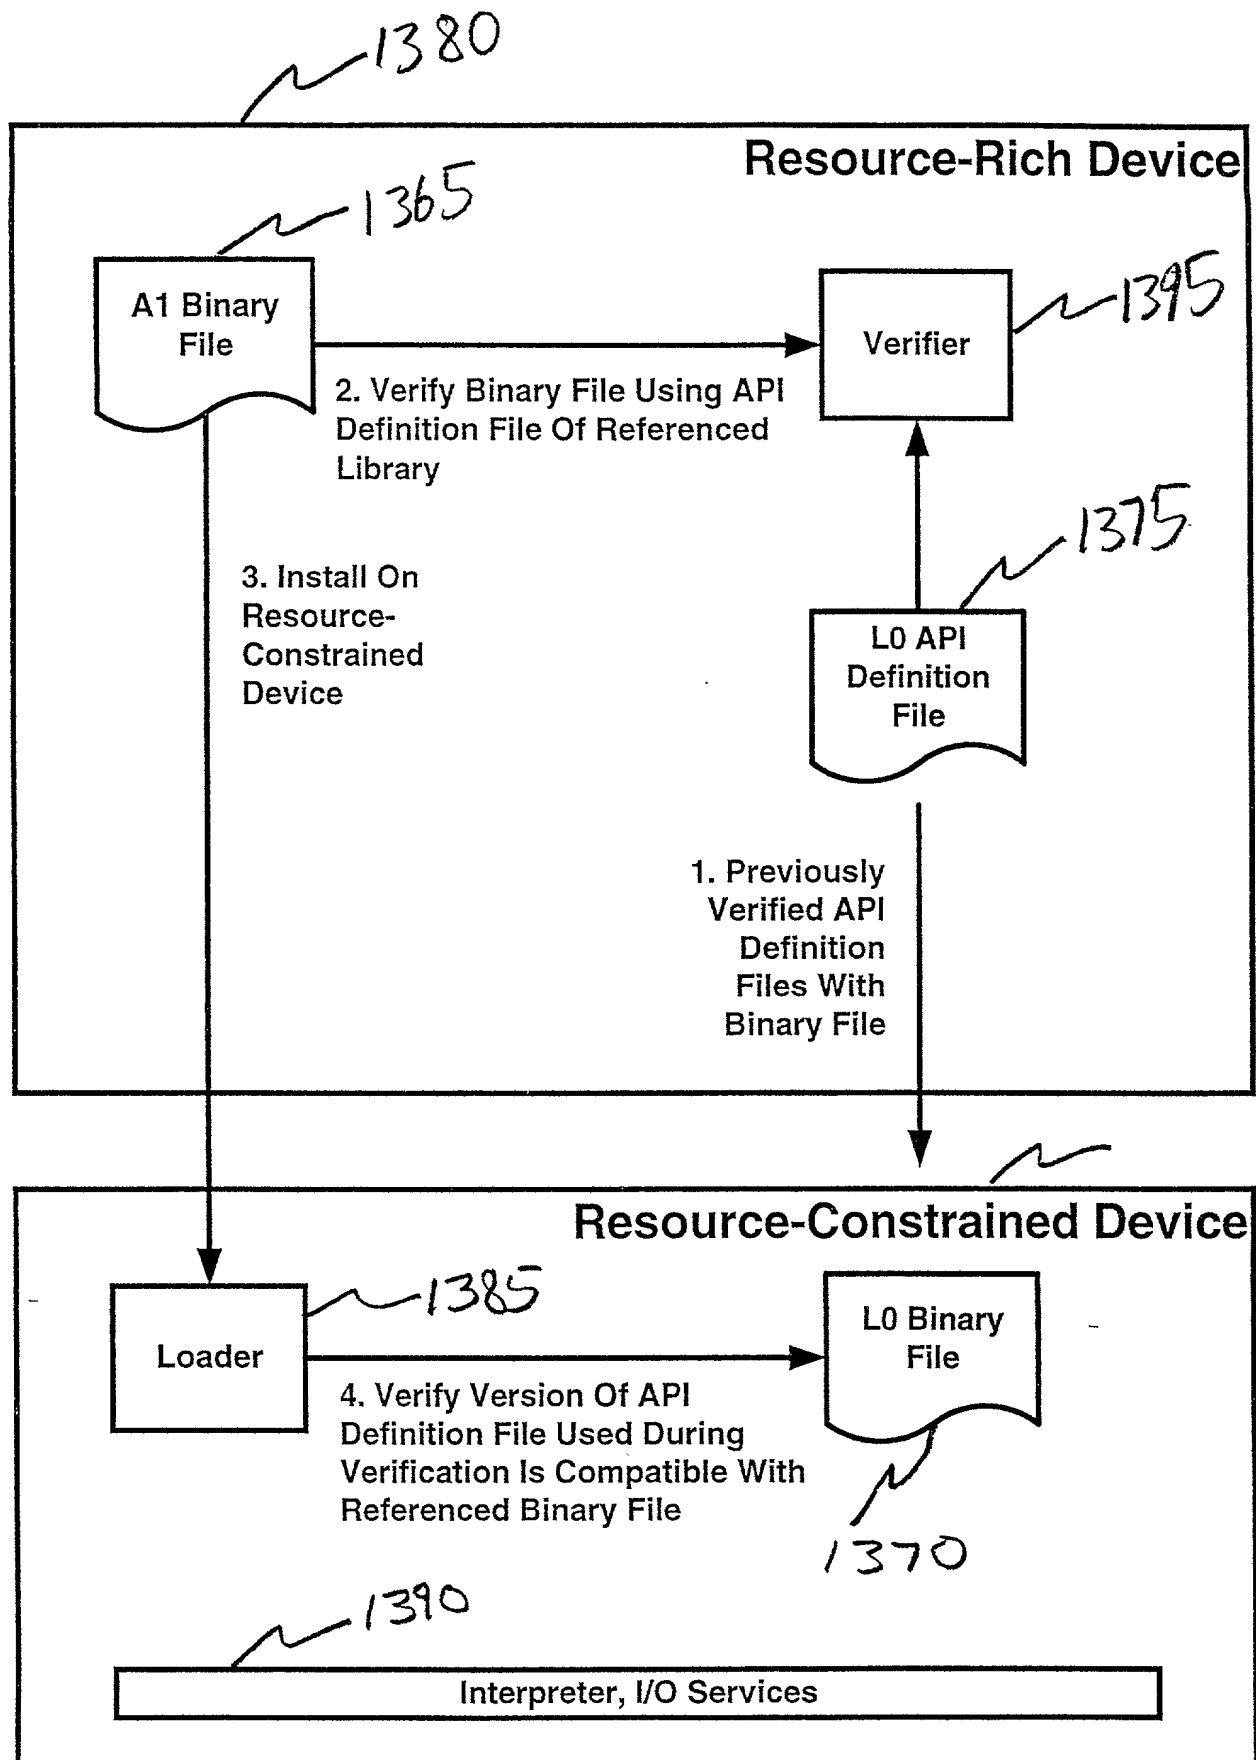 1380
Resource-Rich Device
1365
A1 Binary
File
1395
Verifier
2. Verify Binary File Using API
Definition File Of Referenced
Library
1375
3. Install On
Resource-
Constrained
Device
L0 API
Definition
File
1. Previously
Verified API
Definition
Files With
Binary File
Resource-Constrained Device
1385
Loader
L0 Binary
File
4. Verify Version Of API
Definition File Used During
Verification Is Compatible With
Referenced Binary File
1370
1390
Interpreter, I/O Services